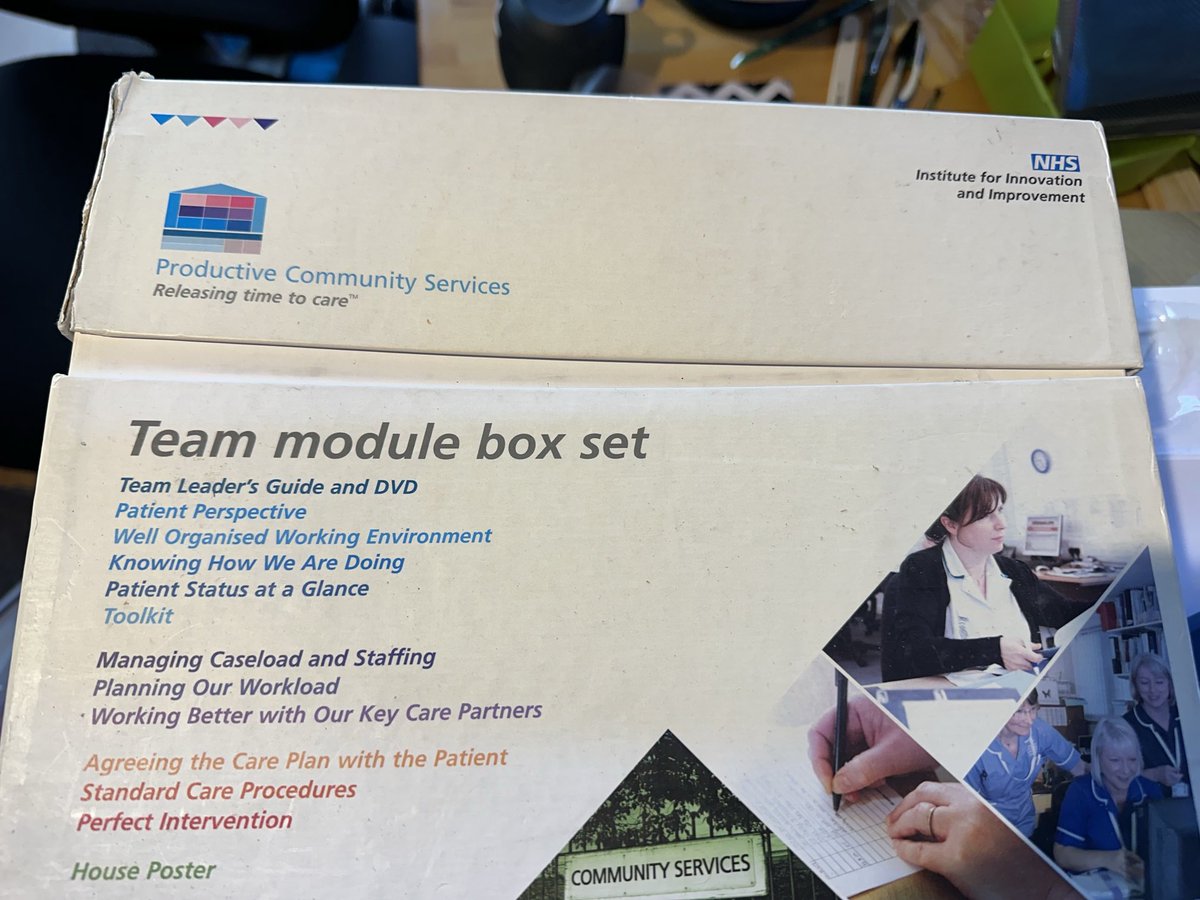 NHS
Institute for Innovation
and Improvement
Productive Community Services
Releasing time to care™
Team module box set
Team Leader's Guide and DVD
Patient Perspective
Well Organised Working Environment
Knowing How We Are Doing
Patient Status at a Glance
Toolkit
Managing Caseload and Staffing
Planning Our Workload
Working Better with Our Key Care Partners
Agreeing the Care Plan with the Patient
Standard Care Procedures
Perfect Intervention
House Poster
COMMUNITY SERVICES